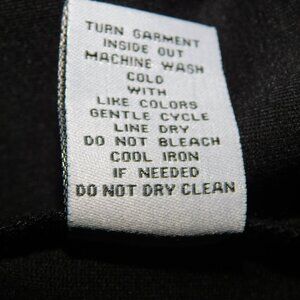 TURN GARMENT
INSIDE OUT
MACHINE WASH
COLD
WITH
LIKE COLORS
GENTLE CYCLE
LINE DRY
DO NOT BLEACH
COOL IRON
IF NEEDED
DO NOT DRY CLEAN